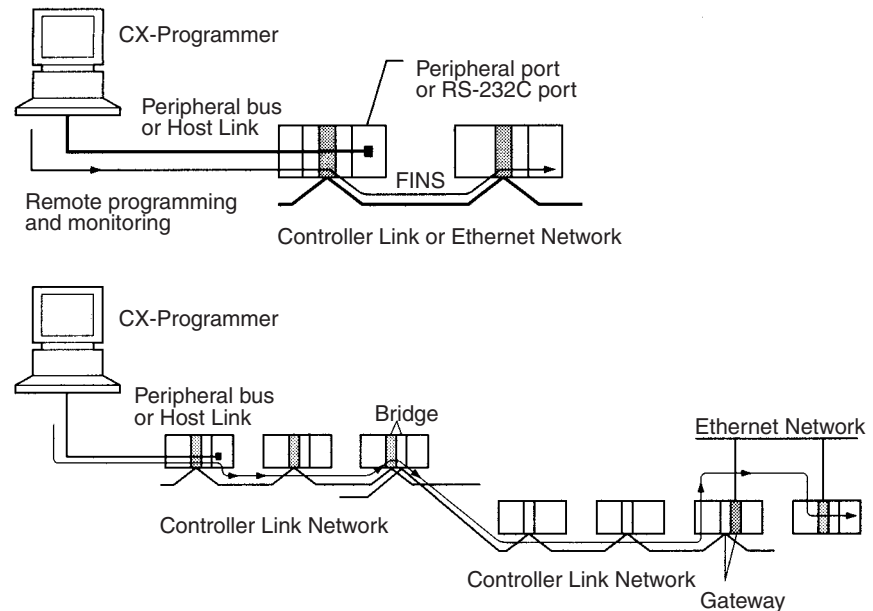 CX-Programmer
Peripheral port
or RS-232C port
Peripheral bus
or Host Link
FINS
Remote programming
and monitoring
Controller Link or Ethernet Network
CX-Programmer
Peripheral bus
or Host Link
Bridge
Ethernet Network
Controller Link Network
Controller Link Network
Gateway